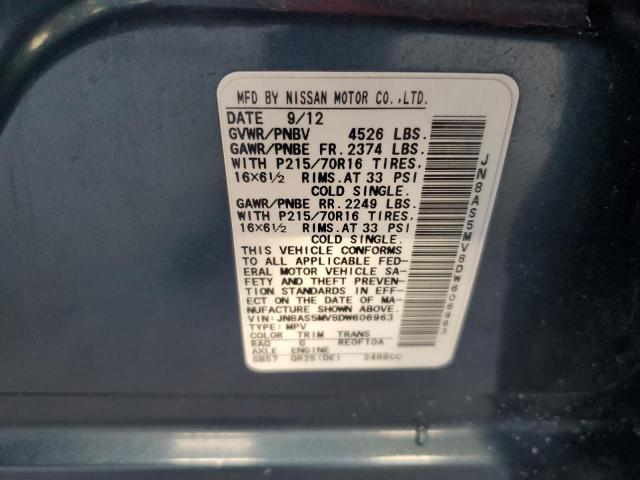 MFD BY NISSAN MOTOR CO.,LTD.
DATE 9/12
GVWR/PNBV 4526 LBS.
GAWR/PNBE FR. 2374 LBS.
WITH P215/70R16 TIRES.
16×6½ RIMS.AT 33 PSI
COLD SINGLE.
GAWR/PNBE RR. 2249 LBS.
WITH P215/70R16 TIRES.
16×6½ RIMS.AT 33 PSI
COLD SINGLE.
THIS VEHICLE CONFORMS
TO ALL APPLICABLE FED-
ERAL MOTOR VEHICLE SA-
FETY AND THEFT PREVEN-
TION STANDARDS IN EFF-
ECT ON THE DATE OF MA-
NUFACTURE SHOWN ABOVE.
VIN: JN8AS5MV8DW606963
TYPE: MPV
COLOR TRIM TRANS
RAQ G RE0F10A
AXLE ENGINE
GB57 QR25(DE) 2488CC
JN8AS5MV8DW606963